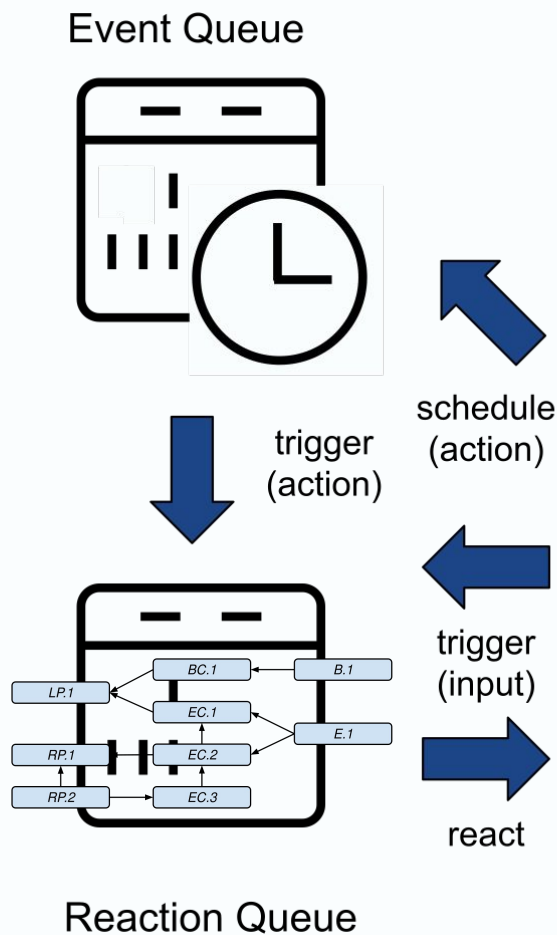 Event Queue
schedule
(action)
trigger
(action)
trigger
(input)
BC.1
B.1
LP.1
EC.1
E.1
RP.1
EC.2
RP.2
EC.3
react
Reaction Queue